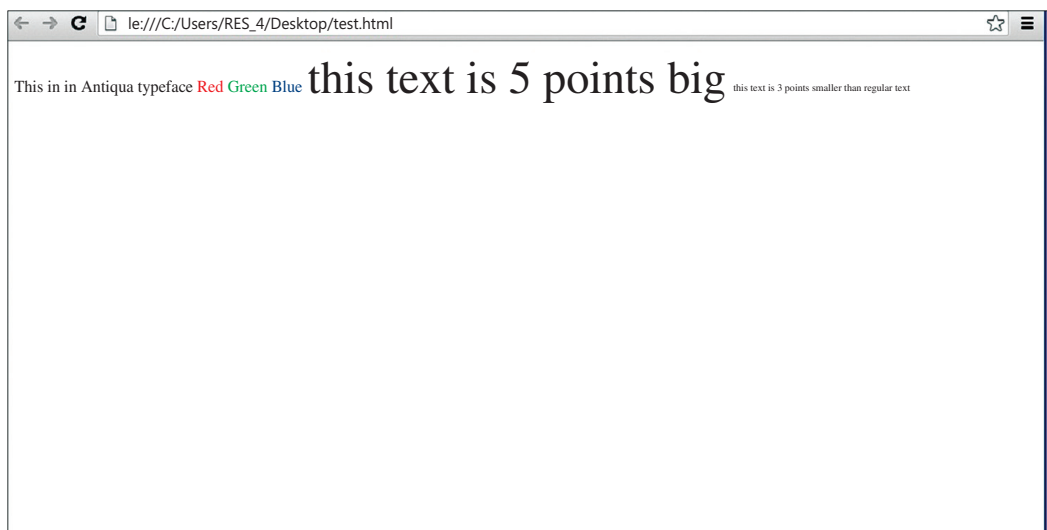 le:///C:/Users/RES_4/Desktop/test.html
This in in Antiqua typeface Red Green Blue this text is 5 points big this text is 3 points smaller than regular text